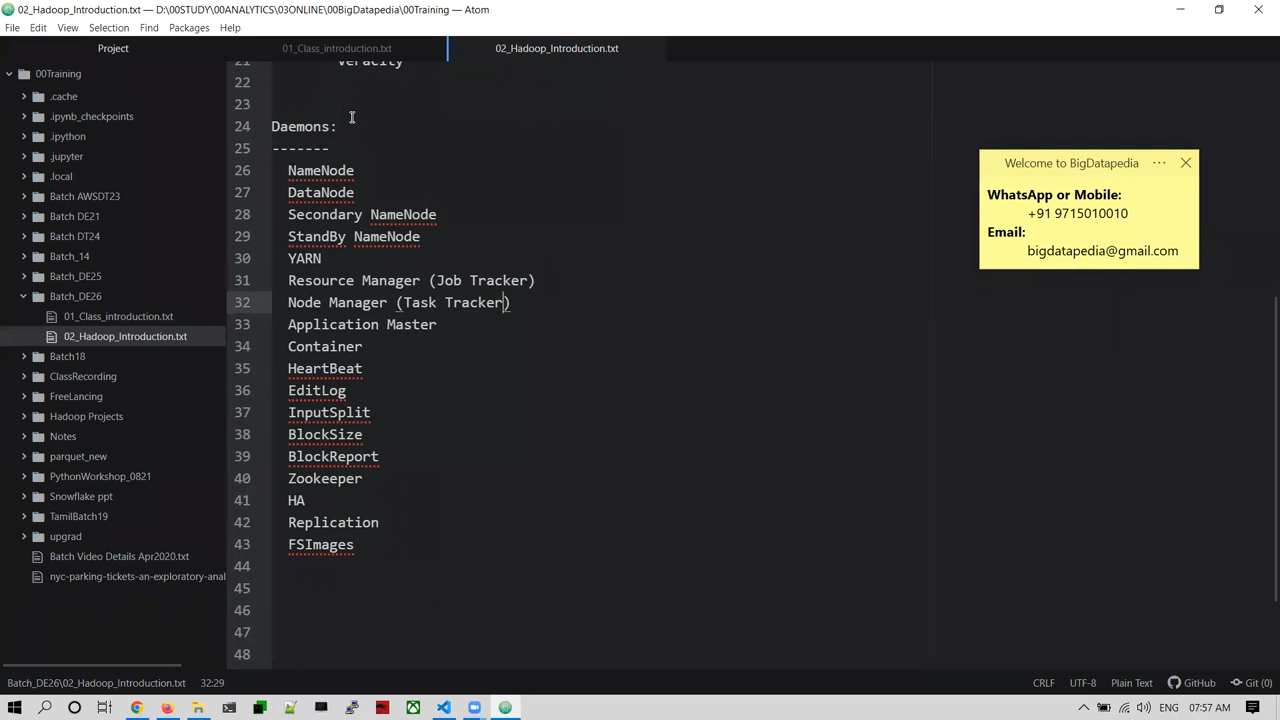 02_Hadoop_Introduction.txt — D:\00STUDY\00ANALYTICS\03ONLINE\00BigDatapedia\00Training — Atom
File Edit View Selection Find Packages Help
Project
01_Class_introduction.txt
02_Hadoop_Introduction.txt
00Training
.cache
.ipynb_checkpoints
.ipython
.jupyter
.local
Batch AWSDT23
Batch DE21
Batch DT24
Batch_14
Batch_DE25
Batch_DE26
01_Class_introduction.txt
02_Hadoop_Introduction.txt
Batch18
ClassRecording
FreeLancing
Hadoop Projects
Notes
parquet_new
PythonWorkshop_0821
Snowflake ppt
TamilBatch19
upgrad
Batch Video Details Apr2020.txt
nyc-parking-tickets-an-exploratory-anal
21 Veracity
22
23
24 Daemons:
25 -------
26 NameNode
27 DataNode
28 Secondary NameNode
29 StandBy NameNode
30 YARN
31 Resource Manager (Job Tracker)
32 Node Manager (Task Tracker)
33 Application Master
34 Container
35 HeartBeat
36 EditLog
37 InputSplit
38 BlockSize
39 BlockReport
40 Zookeeper
41 HA
42 Replication
43 FSImages
44
45
46
47
48
Welcome to BigDatapedia
WhatsApp or Mobile:
+91 9715010010
Email:
bigdatapedia@gmail.com
Batch_DE26\02_Hadoop_Introduction.txt 32:29 CRLF UTF-8 Plain Text GitHub Git (0)
07:57 AM